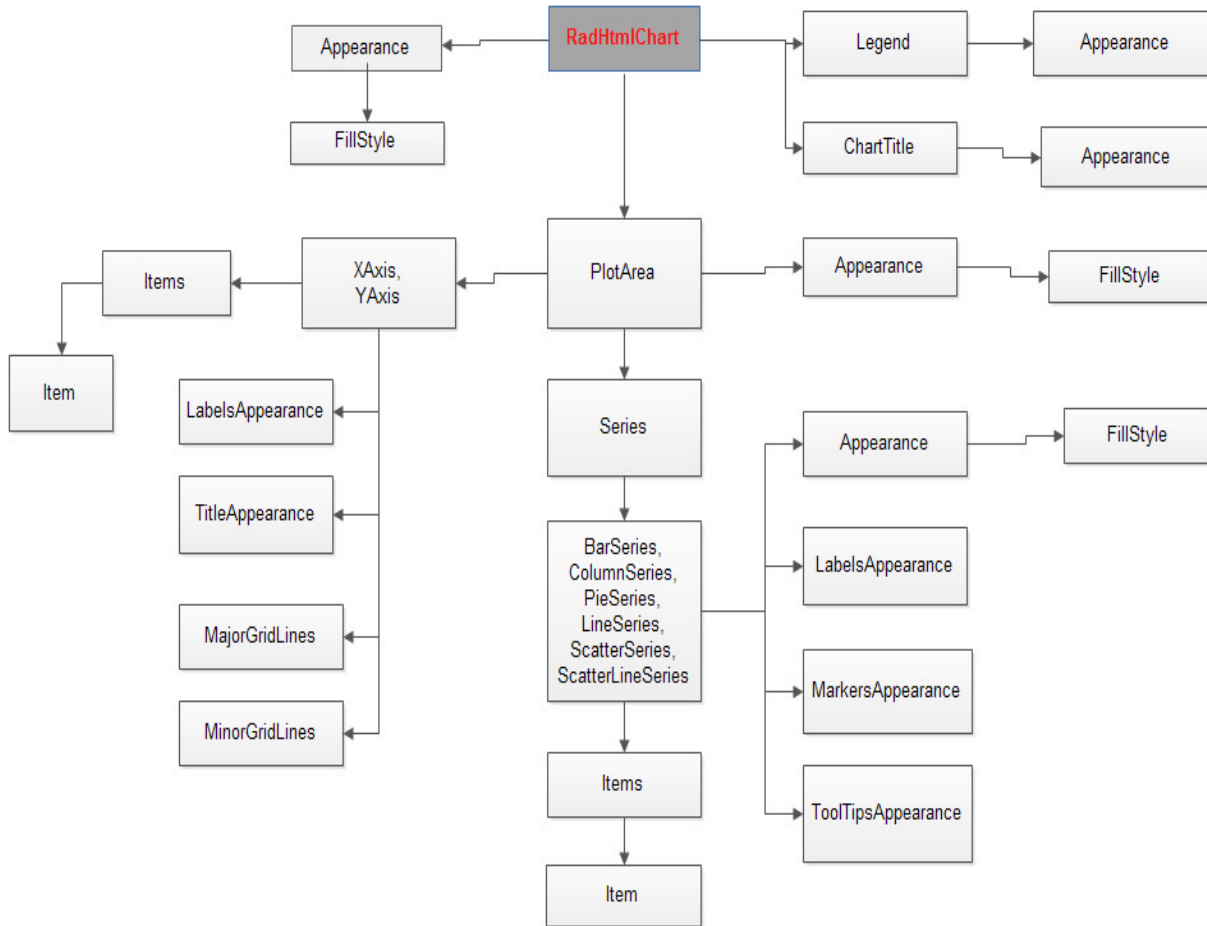 RadHtmlChart
Appearance
Legend
Appearance
FillStyle
ChartTitle
Appearance
PlotArea
XAxis,
YAxis
Items
Appearance
FillStyle
Item
LabelsAppearance
TitleAppearance
MajorGridLines
MinorGridLines
Series
Appearance
FillStyle
BarSeries,
ColumnSeries,
PieSeries,
LineSeries,
ScatterSeries,
ScatterLineSeries
LabelsAppearance
MarkersAppearance
ToolTipsAppearance
Items
Item